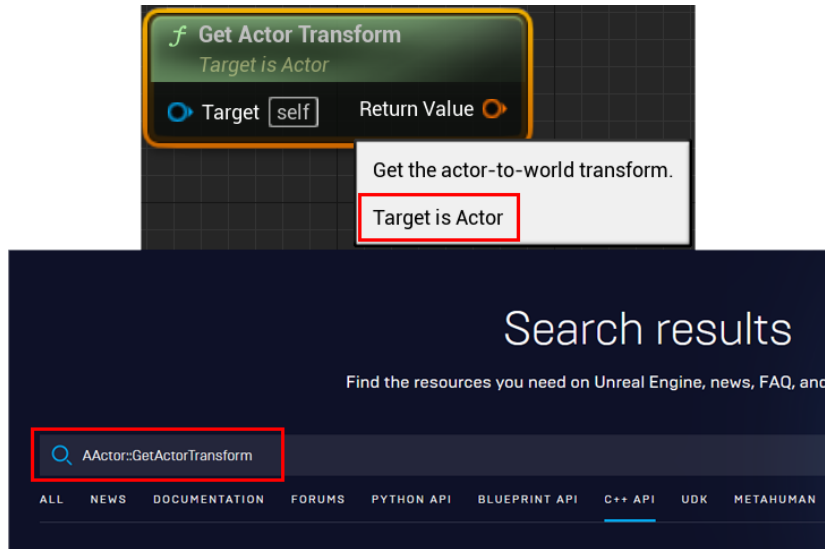 f Get Actor Transform
Target is Actor
Target self Return Value
Get the actor-to-world transform.
Target is Actor
Search results
Find the resources you need on Unreal Engine, news, FAQ, and
AActor::GetActorTransform
ALL NEWS DOCUMENTATION FORUMS PYTHON API BLUEPRINT API C++ API UDK METAHUMAN